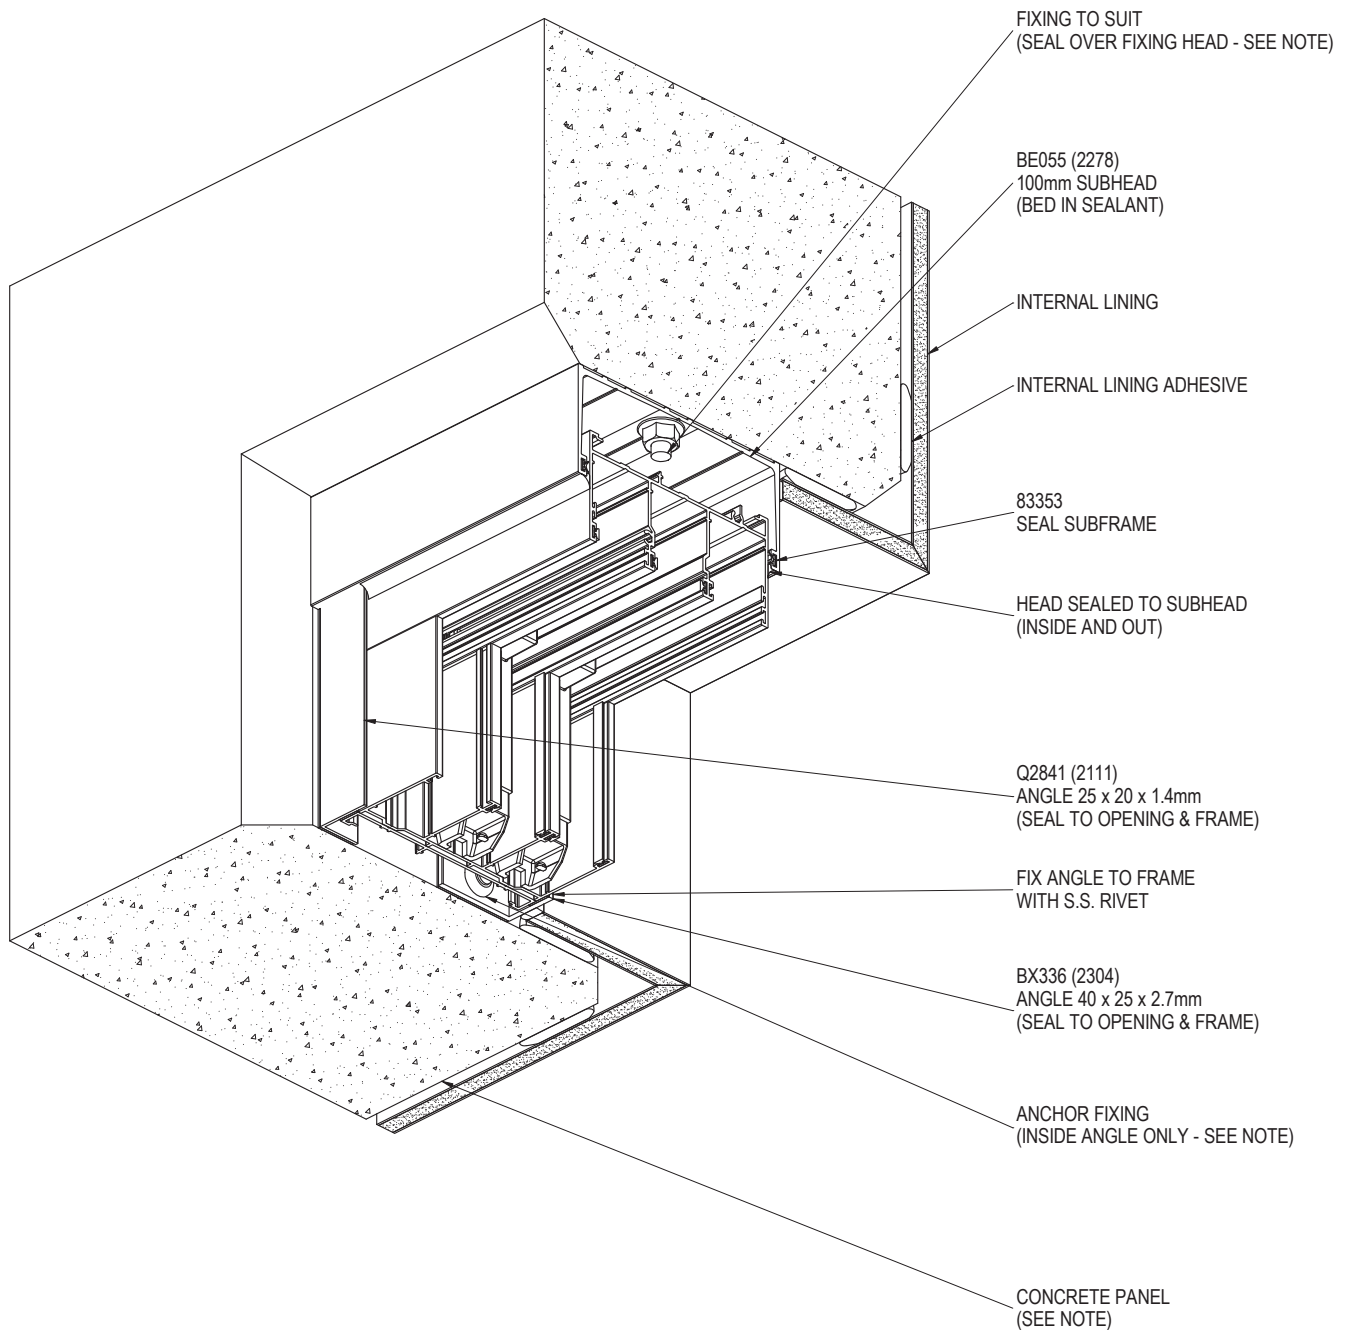 FIXING TO SUIT
(SEAL OVER FIXING HEAD - SEE NOTE)
BE055 (2278)
100mm SUBHEAD
(BED IN SEALANT)
INTERNAL LINING
INTERNAL LINING ADHESIVE
83353
SEAL SUBFRAME
HEAD SEALED TO SUBHEAD
(INSIDE AND OUT)
Q2841 (2111)
ANGLE 25 x 20 x 1.4mm
(SEAL TO OPENING & FRAME)
FIX ANGLE TO FRAME
WITH S.S. RIVET
BX336 (2304)
ANGLE 40 x 25 x 2.7mm
(SEAL TO OPENING & FRAME)
ANCHOR FIXING
(INSIDE ANGLE ONLY - SEE NOTE)
CONCRETE PANEL
(SEE NOTE)